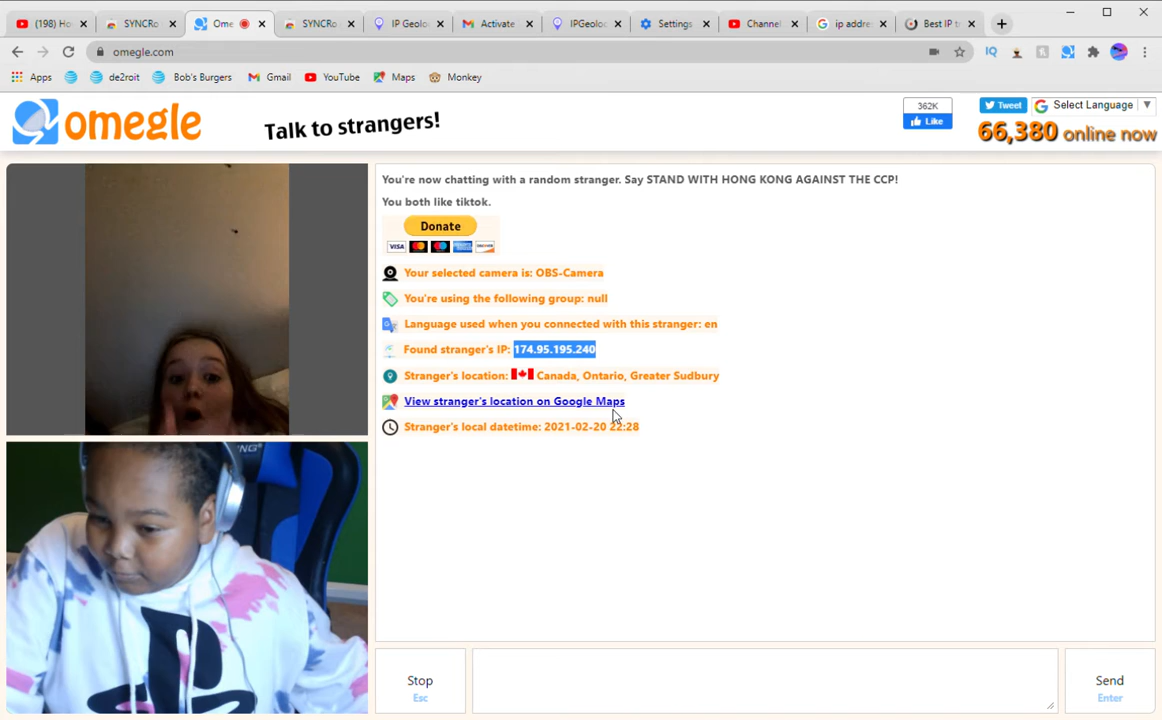 (198) Ho
SYNCRo
Ome
SYNCRo
IP Geolo
Activate
IPGeoloc
Settings
Channel
ip addre
Best IP t
omegle.com
Apps
de2roit
Bob's Burgers
Gmail
YouTube
Maps
Monkey
omegle
Talk to strangers!
362K
Like
Tweet
Select Language
66,380 online now
You're now chatting with a random stranger. Say STAND WITH HONG KONG AGAINST THE CCP!
You both like tiktok.
Donate
VISA
Your selected camera is: OBS-Camera
You're using the following group: null
Language used when you connected with this stranger: en
Found stranger's IP: 174.95.195.240
Stranger's location: Canada, Ontario, Greater Sudbury
View stranger's location on Google Maps
Stranger's local datetime: 2021-02-20 22:28
Stop
Esc
Send
Enter